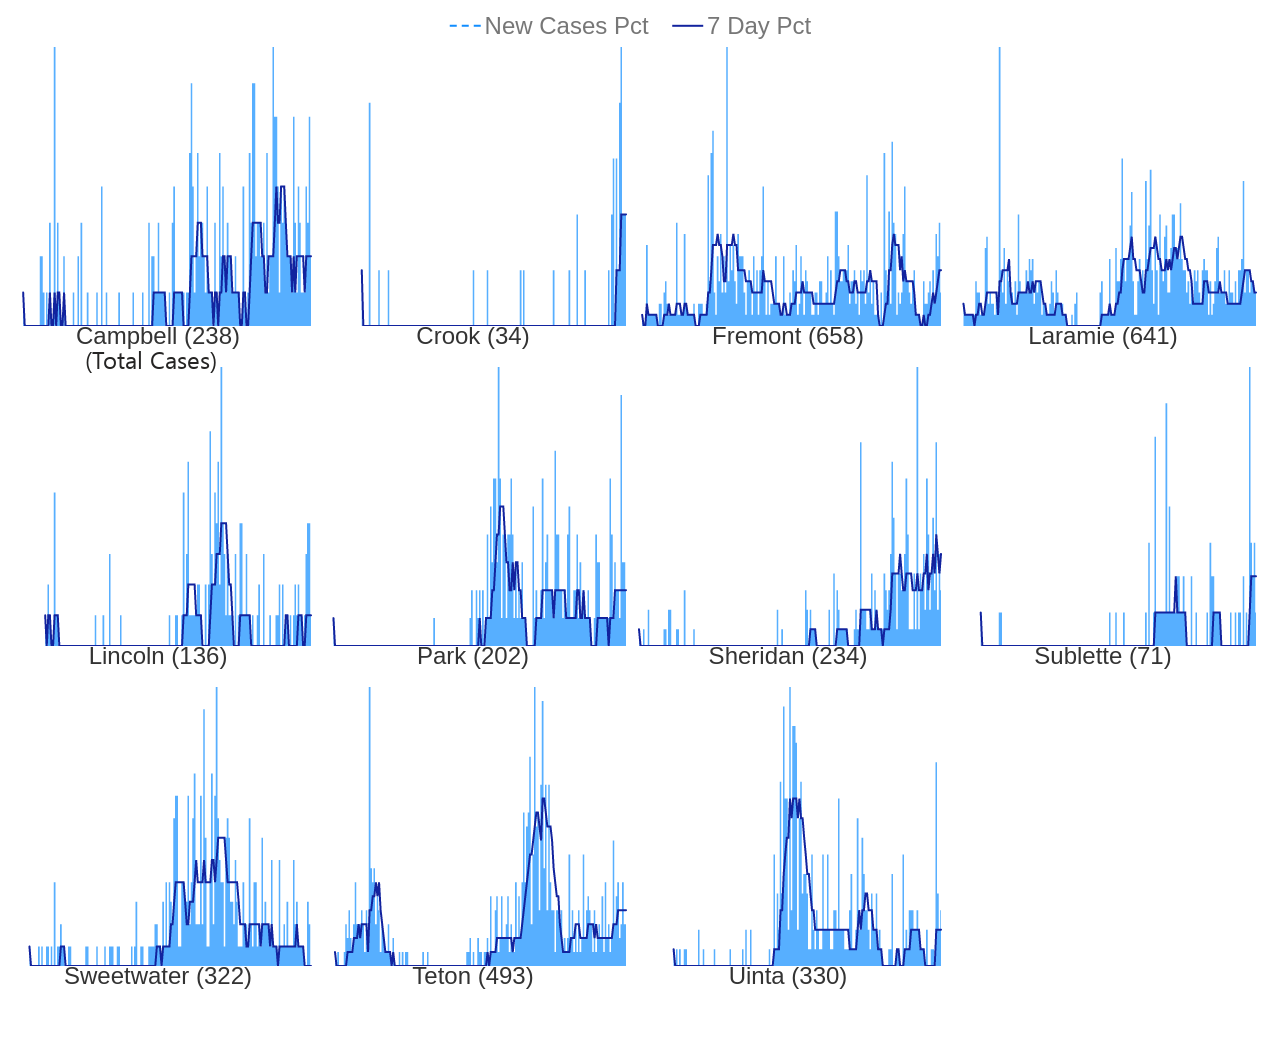 New Cases Pct 7 Day Pct
Campbell (238)
(Total Cases)
Crook (34)
Fremont (658)
Laramie (641)
Lincoln (136)
Park (202)
Sheridan (234)
Sublette (71)
Sweetwater (322)
Teton (493)
Uinta (330)